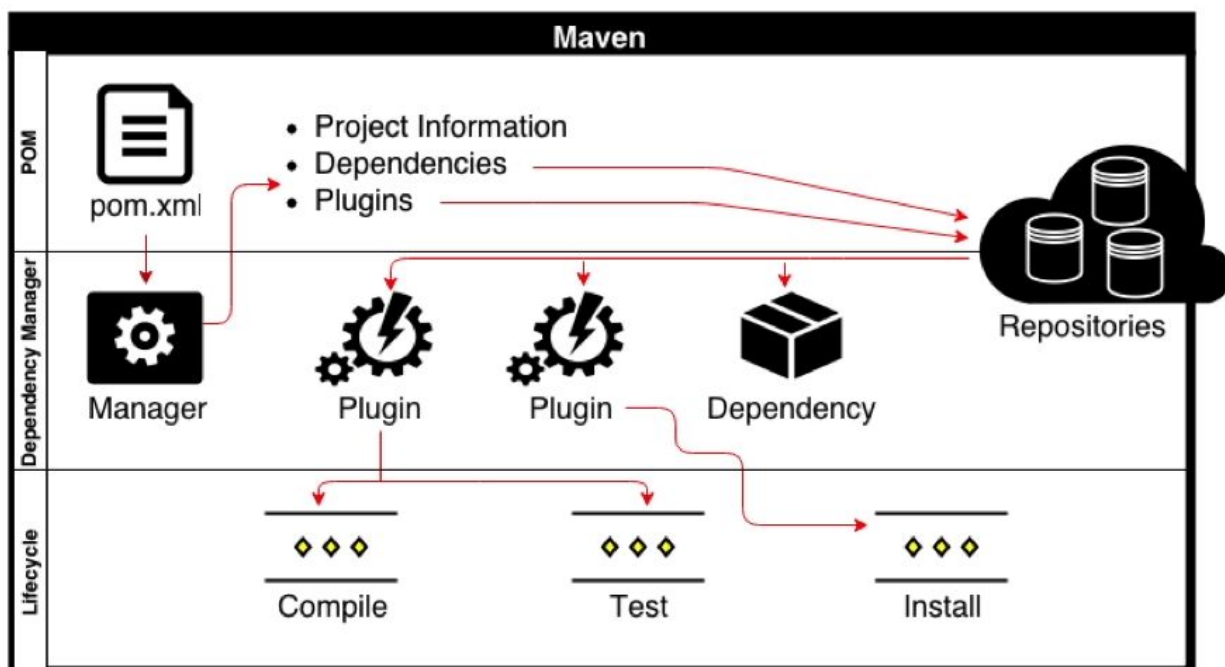 Maven
POM
pom.xml
• Project Information
• Dependencies
• Plugins
Repositories
Dependency Manager
Manager
Plugin
Plugin
Dependency
Lifecycle
Compile
Test
Install